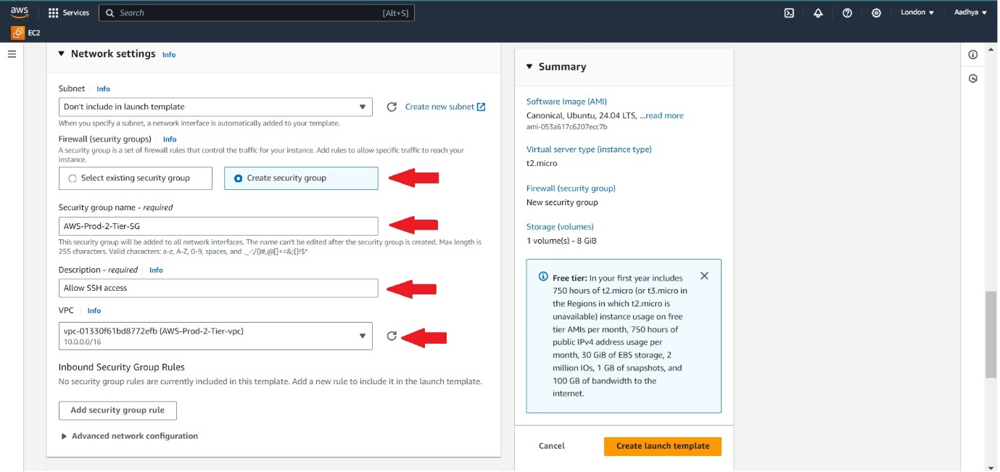 aws
Services
Search
[Alt+S]
London
Aadhya
EC2
Network settings Info
Subnet Info
Don't include in launch template
Create new subnet
When you specify a subnet, a network interface is automatically added to your template.
Firewall (security groups) Info
A security group is a set of firewall rules that control the traffic for your instance. Add rules to allow specific traffic to reach your
instance.
Select existing security group
Create security group
Security group name - required
AWS-Prod-2-Tier-SG
This security group will be added to all network interfaces. The name can't be edited after the security group is created. Max length is
255 characters. Valid characters: a-z, A-Z, 0-9, spaces, and ._-:/()#,@[]+=&;{}!$*
Description - required Info
Allow SSH access
VPC Info
vpc-01330f61bd8772efb (AWS-Prod-2-Tier-vpc)
10.0.0.0/16
Inbound Security Group Rules
No security group rules are currently included in this template. Add a new rule to include it in the launch template.
Add security group rule
Advanced network configuration
Summary
Software Image (AMI)
Canonical, Ubuntu, 24.04 LTS, ...read more
ami-053a617c6207ecc7b
Virtual server type (instance type)
t2.micro
Firewall (security group)
New security group
Storage (volumes)
1 volume(s) - 8 GiB
Free tier: In your first year includes
750 hours of t2.micro (or t3.micro in
the Regions in which t2.micro is
unavailable) instance usage on free
tier AMIs per month, 750 hours of
public IPv4 address usage per
month, 30 GiB of EBS storage, 2
million IOs, 1 GB of snapshots, and
100 GB of bandwidth to the
internet.
Cancel
Create launch template